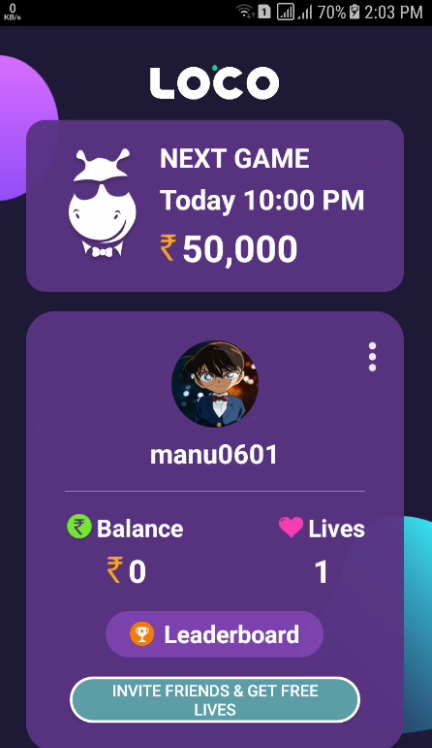 0
KB/s
1
70%
2:03 PM
LOCO
NEXT GAME
Today 10:00 PM
₹ 50,000
manu0601
₹ Balance
Lives
₹ 0
1
Leaderboard
INVITE FRIENDS & GET FREE
LIVES